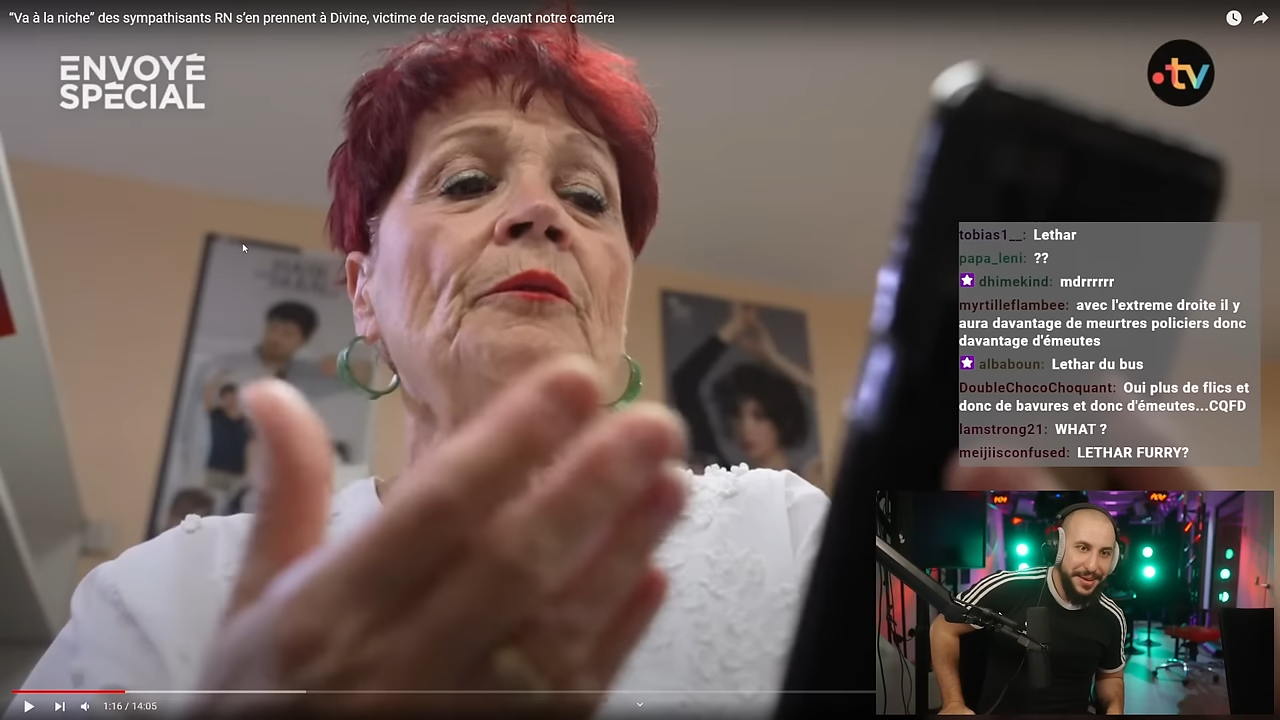 “Va à la niche” des sympathisants RN s’en prennent à Divine, victime de racisme, devant notre caméra
ENVOYÉ
SPÉCIAL
.tv
tobias1__: Lethar
papa_leni: ??
dhimekind: mdrrrrrr
myrtilleflambee: avec l'extreme droite il y
aura davantage de meurtres policiers donc
davantage d'émeutes
albaboun: Lethar du bus
DoubleChocoChoquant: Oui plus de flics et
donc de bavures et donc d'émeutes...CQFD
lamstrong21: WHAT ?
meijiisconfused: LETHAR FURRY?
1:16 / 14:05